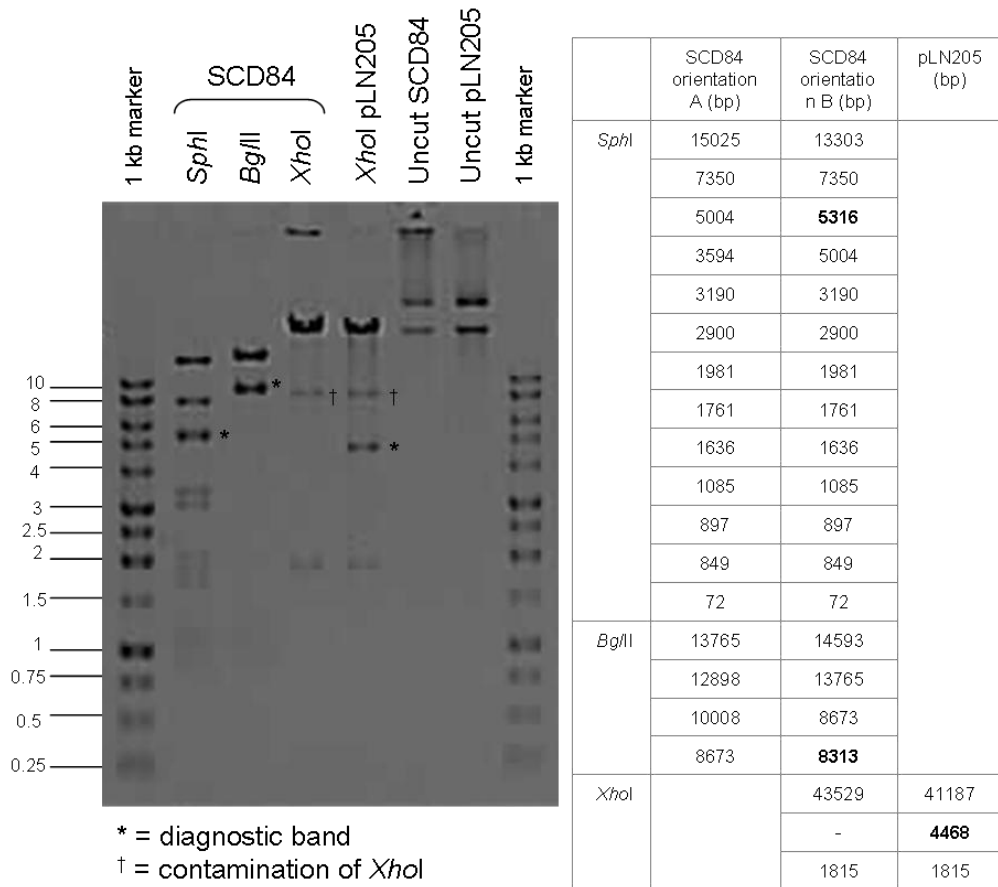 SCD84
1 kb marker
SphI
BglII
XhoI
XhoI pLN205
Uncut SCD84
Uncut pLN205
1 kb marker
10
8
6
5
4
3
2.5
2
1.5
1
0.75
0.5
0.25
*
*
†
†
*
* = diagnostic band
† = contamination of XhoI
SCD84
orientation
A (bp)
SCD84
orientatio
n B (bp)
pLN205
(bp)
SphI 15025 13303
7350 7350
5004 5316
3594 5004
3190 3190
2900 2900
1981 1981
1761 1761
1636 1636
1085 1085
897 897
849 849
72 72
BglII 13765 14593
12898 13765
10008 8673
8673 8313
XhoI 43529 41187
- 4468
1815 1815